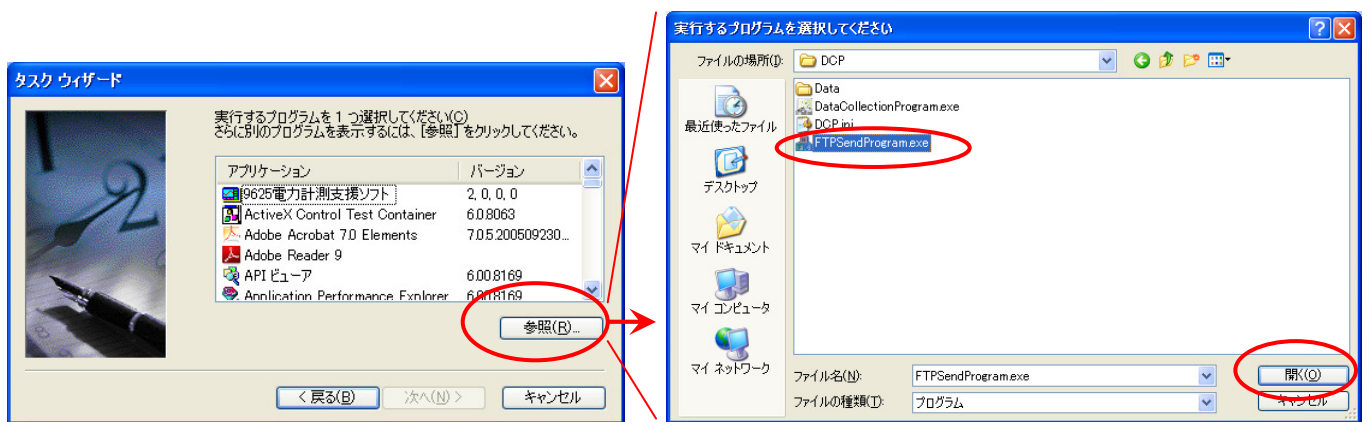 タスク ウィザード
実行するプログラムを 1 つ選択してください(C)
さらに別のプログラムを表示するには、[参照] をクリックしてください。
アプリケーション バージョン
9625電力計測支援ソフト 2, 0, 0, 0
ActiveX Control Test Container 6.0.8063
Adobe Acrobat 7.0 Elements 7.0.5.200509230...
Adobe Reader 9
API ビューア 6.00.8169
Application Performance Explorer 6.00.8169
参照(R)...
< 戻る(B) 次へ(N) > キャンセル
実行するプログラムを選択してください
ファイルの場所(I): DCP
最近使ったファイル
デスクトップ
マイ ドキュメント
マイ コンピュータ
マイ ネットワーク
Data
DataCollectionProgram.exe
DCP.ini
FTPSendProgram.exe
ファイル名(N): FTPSendProgram.exe 開く(O)
ファイルの種類(T): プログラム キャンセル